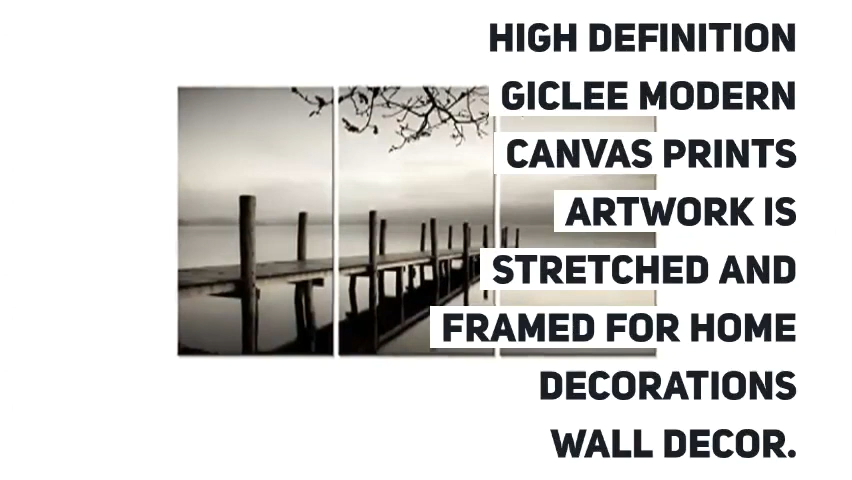 HIGH DEFINITION
GICLEE MODERN
CANVAS PRINTS
ARTWORK IS
STRETCHED AND
FRAMED FOR HOME
DECORATIONS
WALL DECOR.